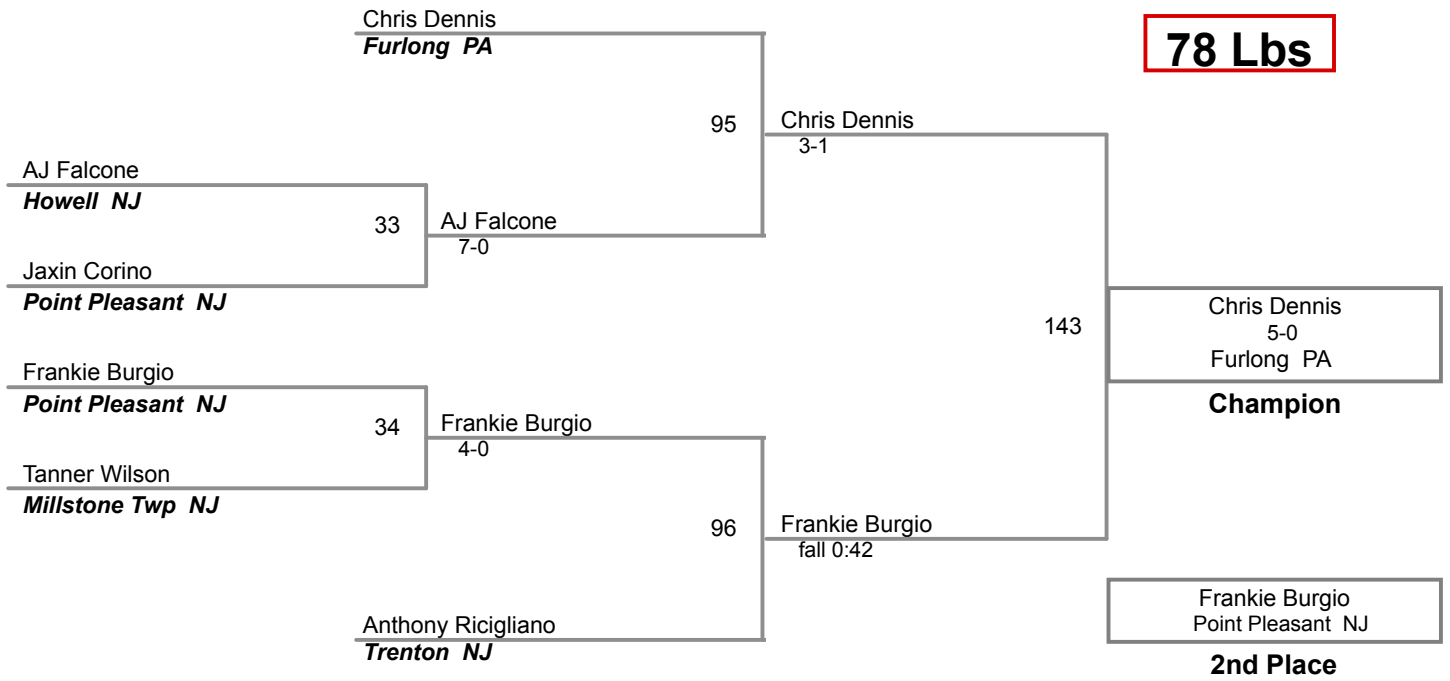 Chris Dennis
Furlong PA
78 Lbs
95
Chris Dennis
3-1
AJ Falcone
Howell NJ
33
AJ Falcone
7-0
Jaxin Corino
Point Pleasant NJ
143
Chris Dennis
5-0
Furlong PA
Champion
Frankie Burgio
Point Pleasant NJ
34
Frankie Burgio
4-0
Tanner Wilson
Millstone Twp NJ
96
Frankie Burgio
fall 0:42
Anthony Ricigliano
Trenton NJ
Frankie Burgio
Point Pleasant NJ
2nd Place